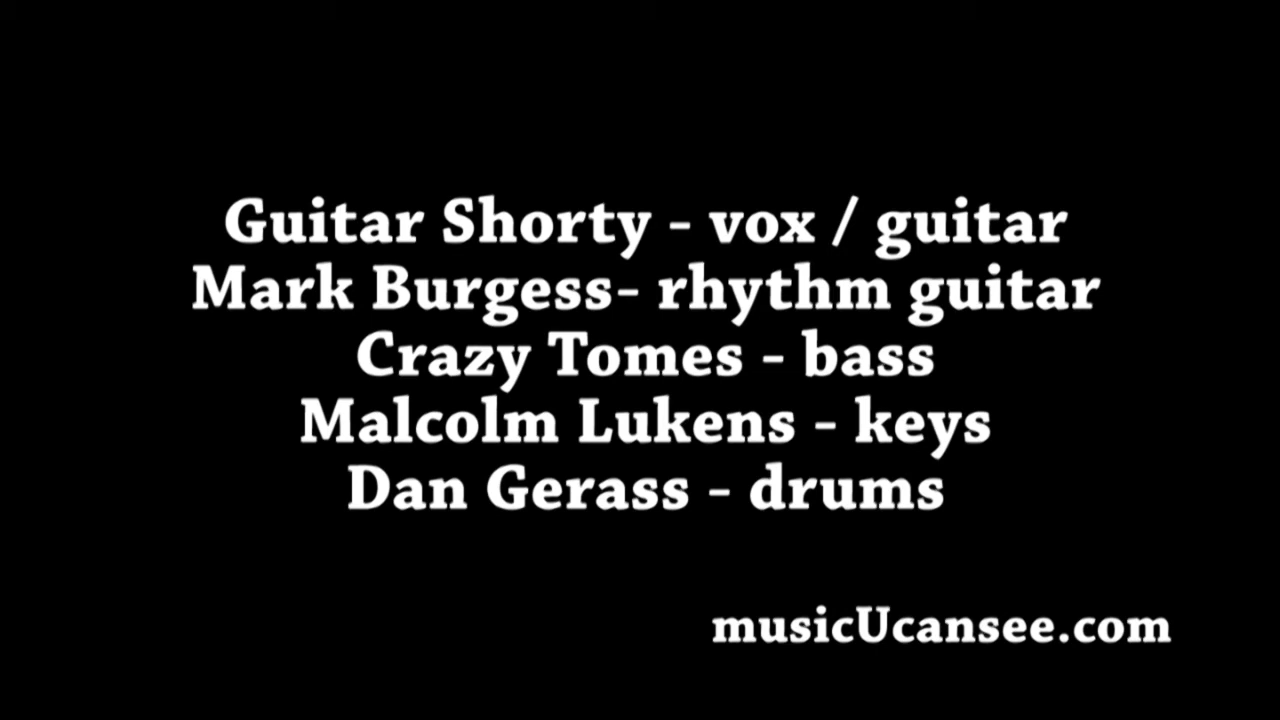 Guitar Shorty - vox / guitar
Mark Burgess- rhythm guitar
Crazy Tomes - bass
Malcolm Lukens - keys
Dan Gerass - drums
musicUcansee.com